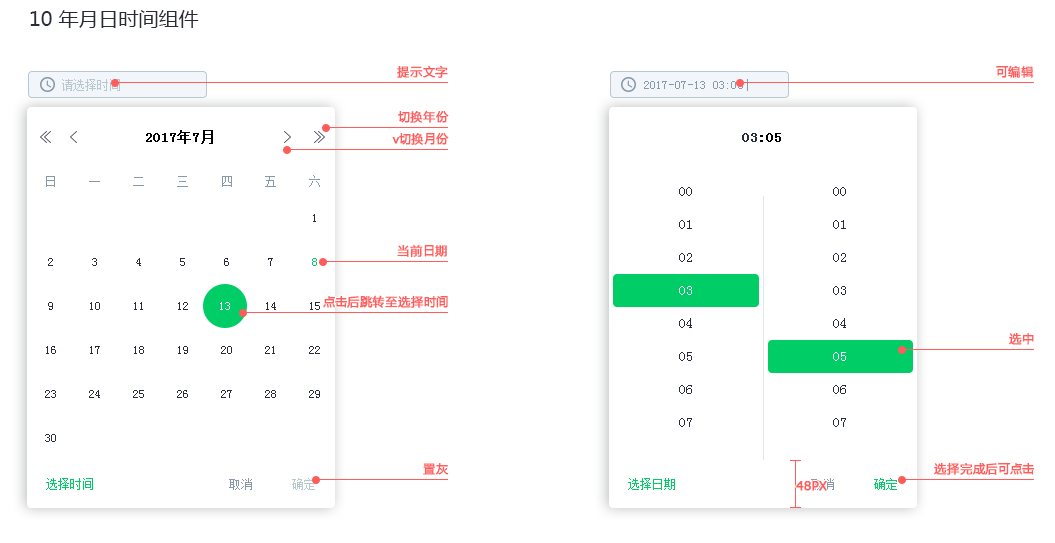 10 年月日时间组件
提示文字
请选择时间
切换年份
2017年7月
v切换月份
日 一 二 三 四 五 六
1
当前日期
2 3 4 5 6 7 8
点击后跳转至选择时间
9 10 11 12 13 14 15
16 17 18 19 20 21 22
23 24 25 26 27 28 29
30
置灰
选择时间 取消 确定
可编辑
2017-07-13 03:05
03:05
00 00
01 01
02 02
03 03
04 04
选中
05 05
06 06
07 07
选择完成后可点击
选择日期 48PX 取消 确定